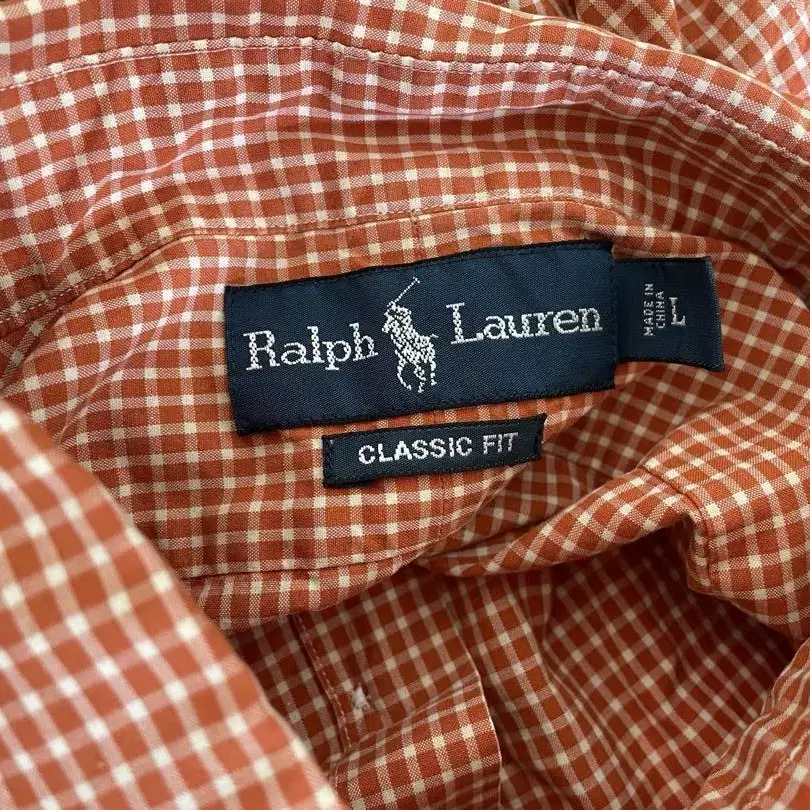 Ralph Lauren
CLASSIC FIT
MADE IN
CHINA
L